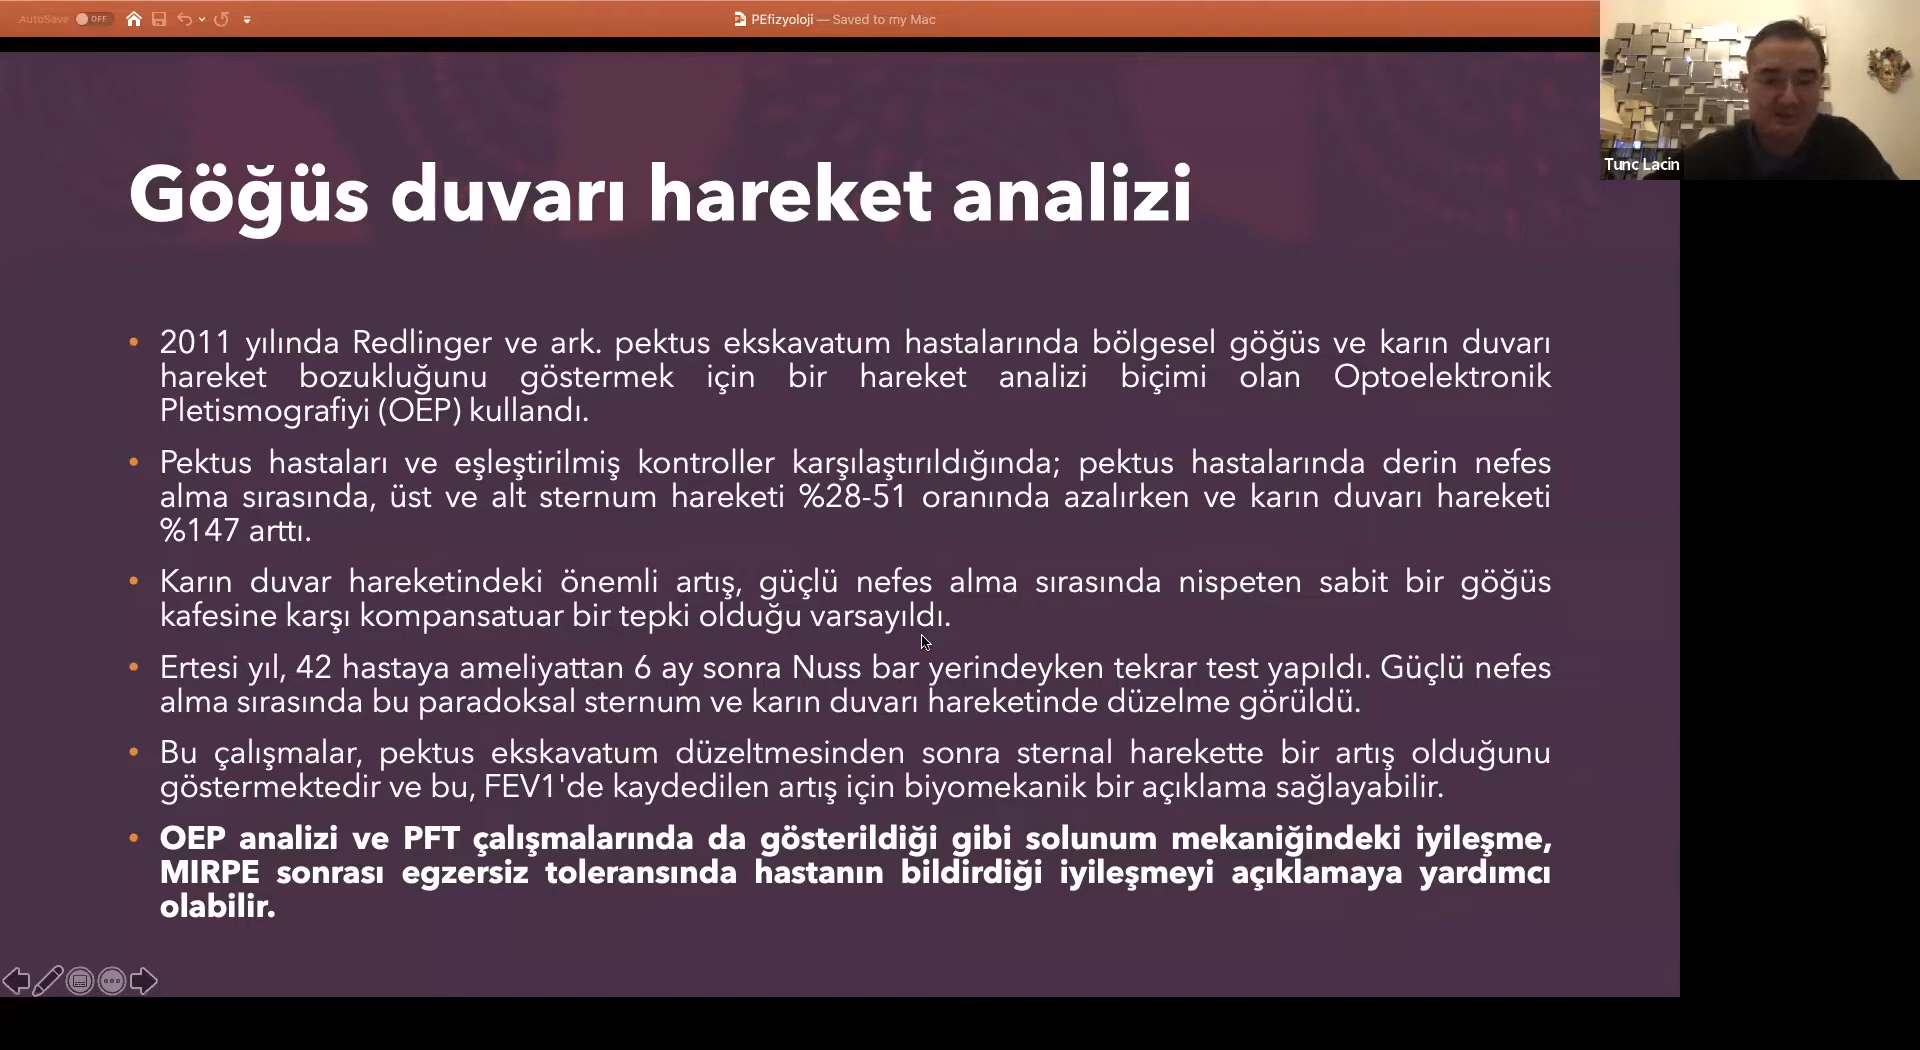 AutoSave OFF
PEfizyoloji — Saved to my Mac
Tunc Lacin
Göğüs duvarı hareket analizi
• 2011 yılında Redlinger ve ark. pektus ekskavatum hastalarında bölgesel göğüs ve karın duvarı
hareket bozukluğunu göstermek için bir hareket analizi biçimi olan Optoelektronik
Pletismografiyi (OEP) kullandı.
• Pektus hastaları ve eşleştirilmiş kontroller karşılaştırıldığında; pektus hastalarında derin nefes
alma sırasında, üst ve alt sternum hareketi %28-51 oranında azalırken ve karın duvarı hareketi
%147 arttı.
• Karın duvar hareketindeki önemli artış, güçlü nefes alma sırasında nispeten sabit bir göğüs
kafesine karşı kompansatuar bir tepki olduğu varsayıldı.
• Ertesi yıl, 42 hastaya ameliyattan 6 ay sonra Nuss bar yerindeyken tekrar test yapıldı. Güçlü nefes
alma sırasında bu paradoksal sternum ve karın duvarı hareketinde düzelme görüldü.
• Bu çalışmalar, pektus ekskavatum düzeltmesinden sonra sternal harekette bir artış olduğunu
göstermektedir ve bu, FEV1'de kaydedilen artış için biyomekanik bir açıklama sağlayabilir.
• OEP analizi ve PFT çalışmalarında da gösterildiği gibi solunum mekaniğindeki iyileşme,
MIRPE sonrası egzersiz toleransında hastanın bildirdiği iyileşmeyi açıklamaya yardımcı
olabilir.